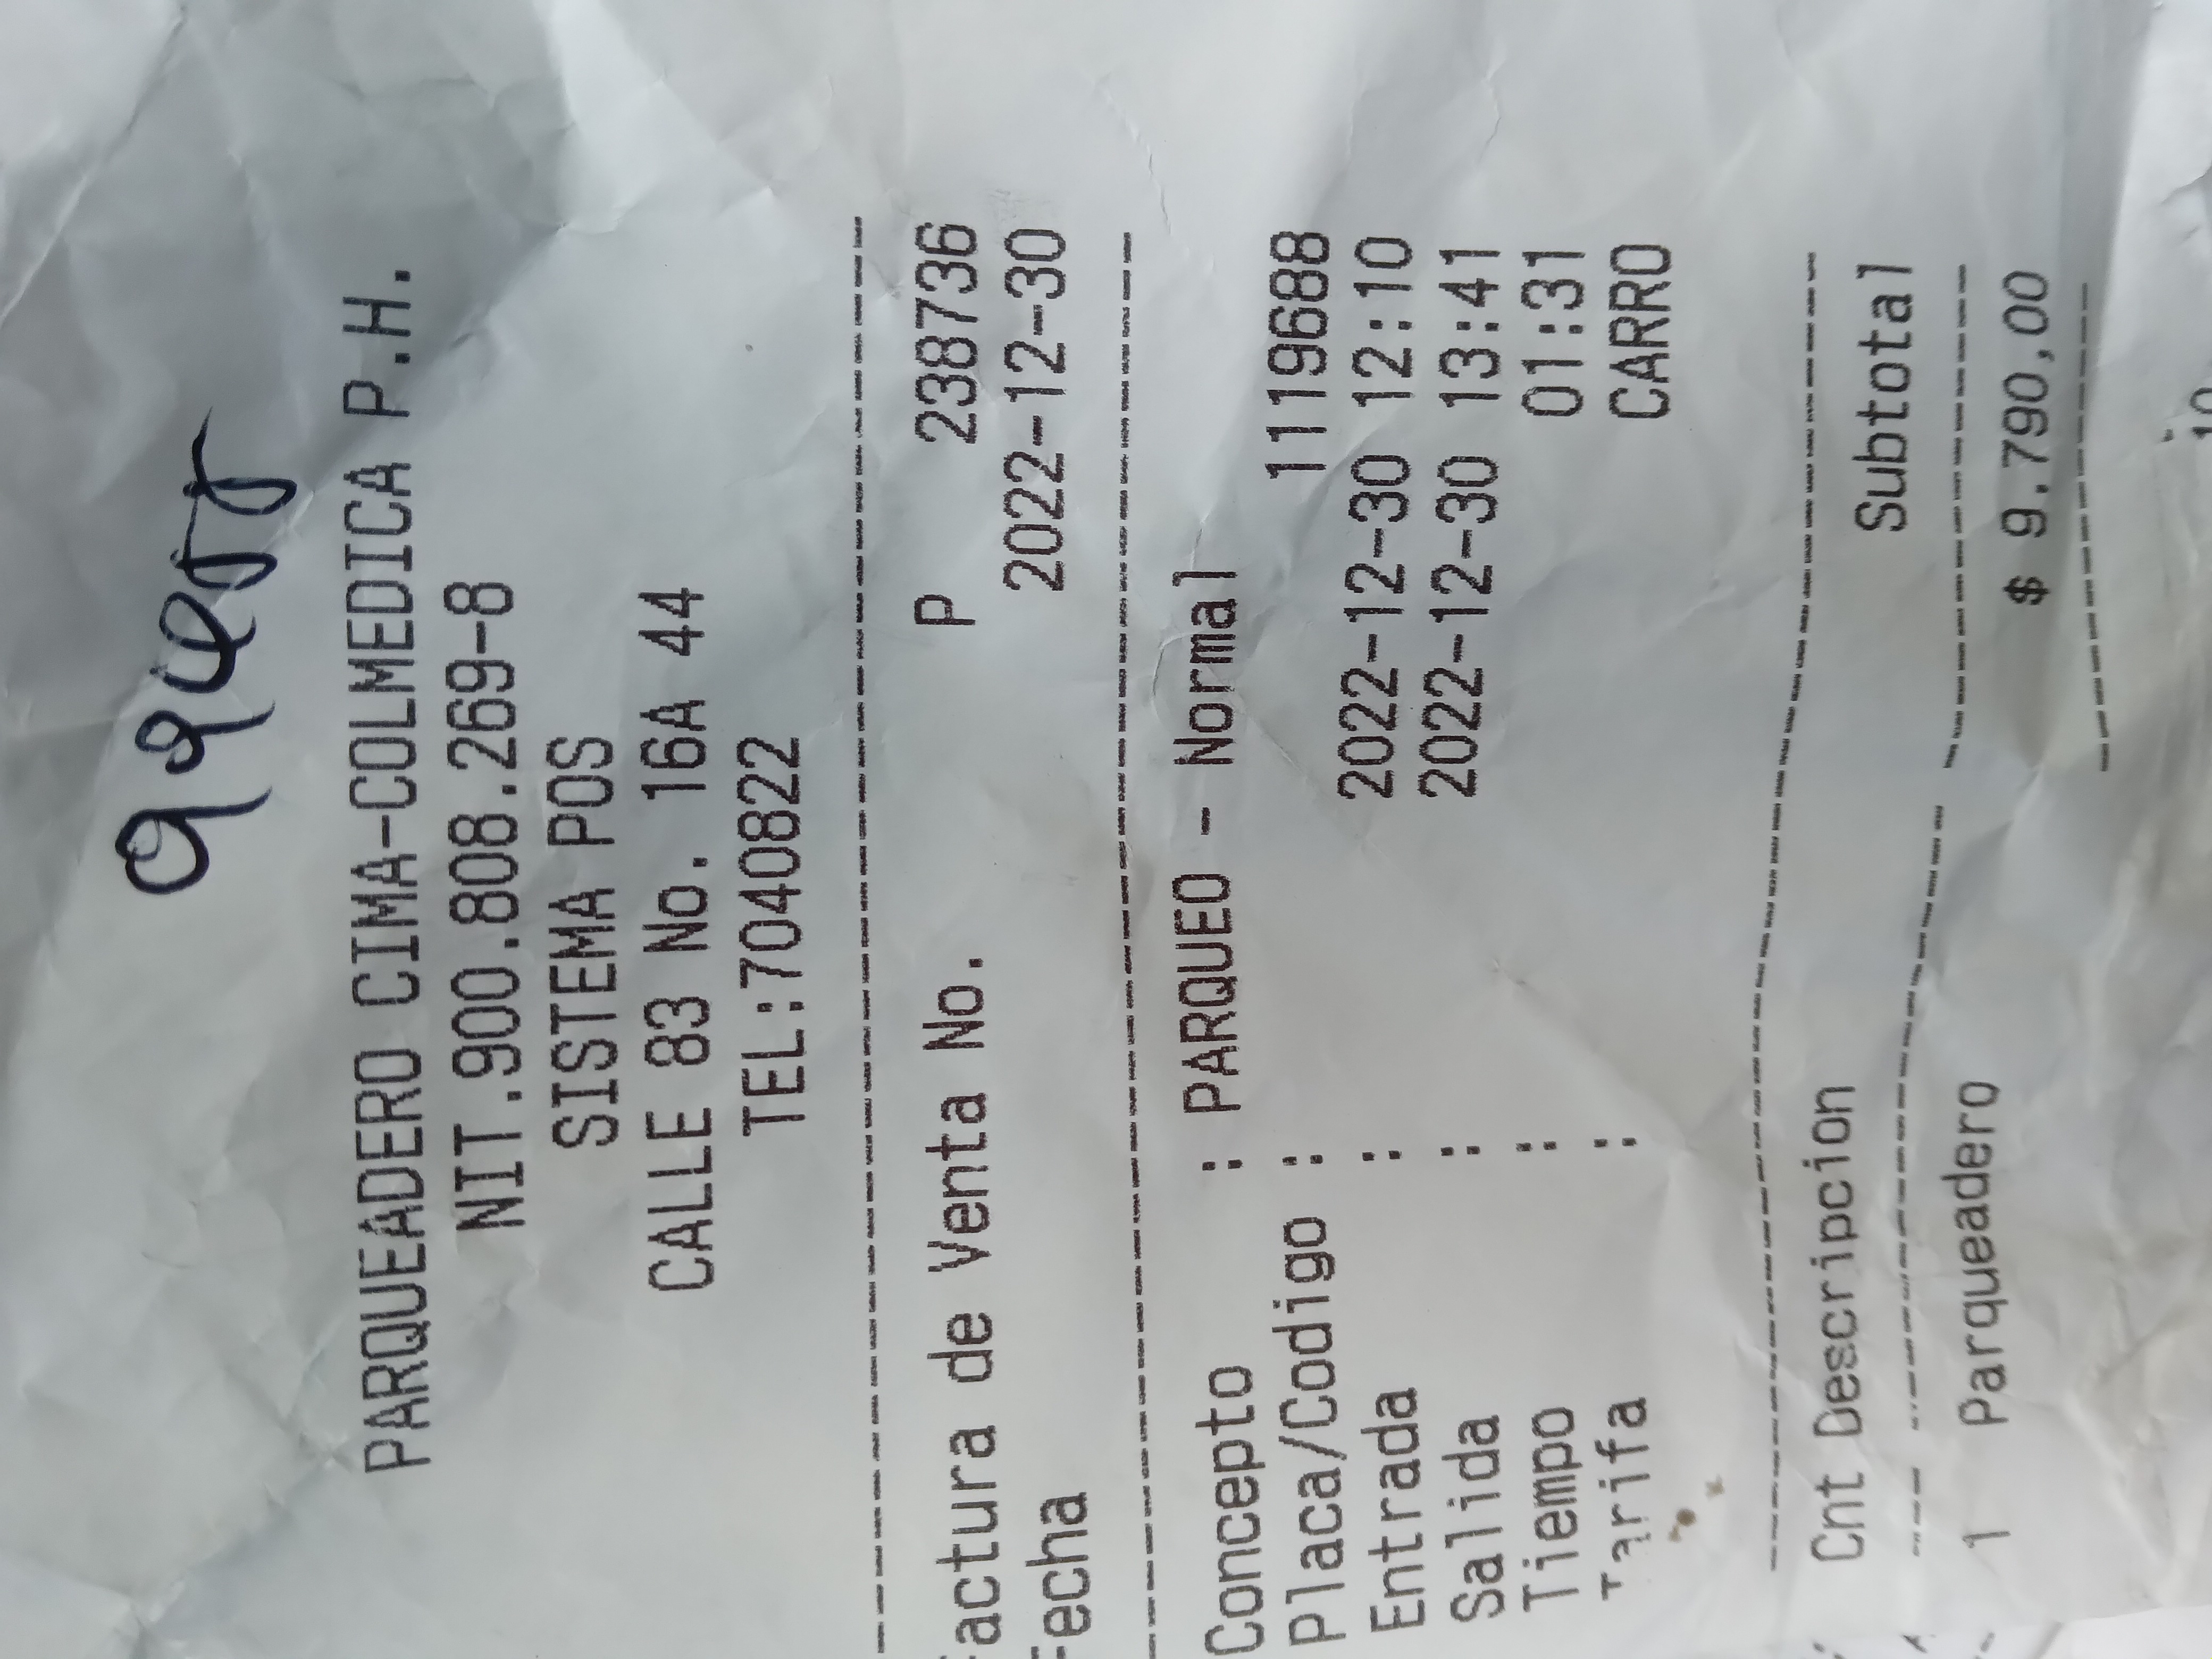 PARQUEADERO CIMA-COLMEDICA P.H.
NIT.900.808.269-8
SISTEMA POS
CALLE 83 No. 16A 44
TEL:7040822
Factura de Venta No. P 238736
Fecha 2022-12-30
Concepto : PARQUEO - Normal
Placa/Codigo : 1119688
Entrada : 2022-12-30 12:10
Salida : 2022-12-30 13:41
Tiempo : 01:31
Tarifa : CARRO
Cnt Descripcion Subtotal
1 Parqueadero $ 9.790,00